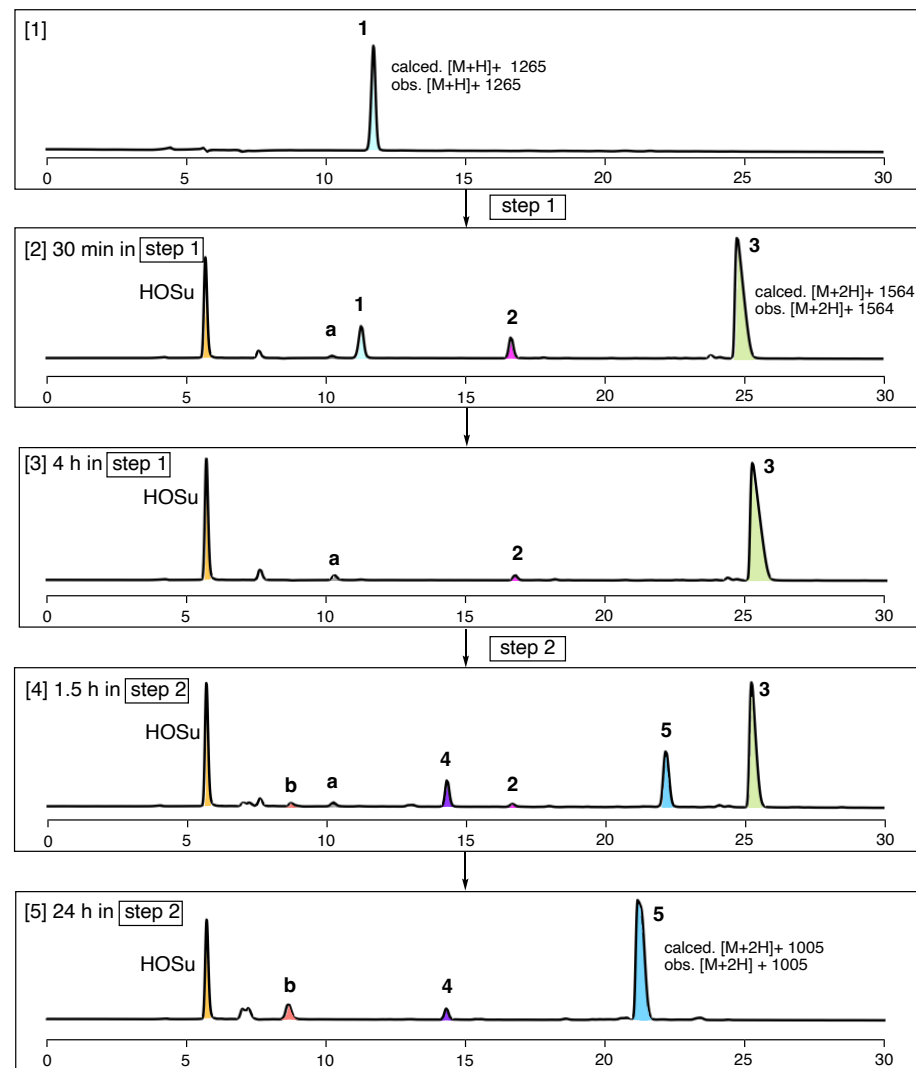 [1]
1
calced. [M+H]+ 1265
obs. [M+H]+ 1265
0 5 10 15 20 25 30
step 1
[2] 30 min in step 1
HOSu
a
1
2
3
calced. [M+2H]+ 1564
obs. [M+2H]+ 1564
0 5 10 15 20 25 30
[3] 4 h in step 1
HOSu
a
2
3
0 5 10 15 20 25 30
step 2
[4] 1.5 h in step 2
HOSu
b
a
4
2
5
3
0 5 10 15 20 25 30
[5] 24 h in step 2
HOSu
b
4
5
calced. [M+2H]+ 1005
obs. [M+2H] + 1005
0 5 10 15 20 25 30